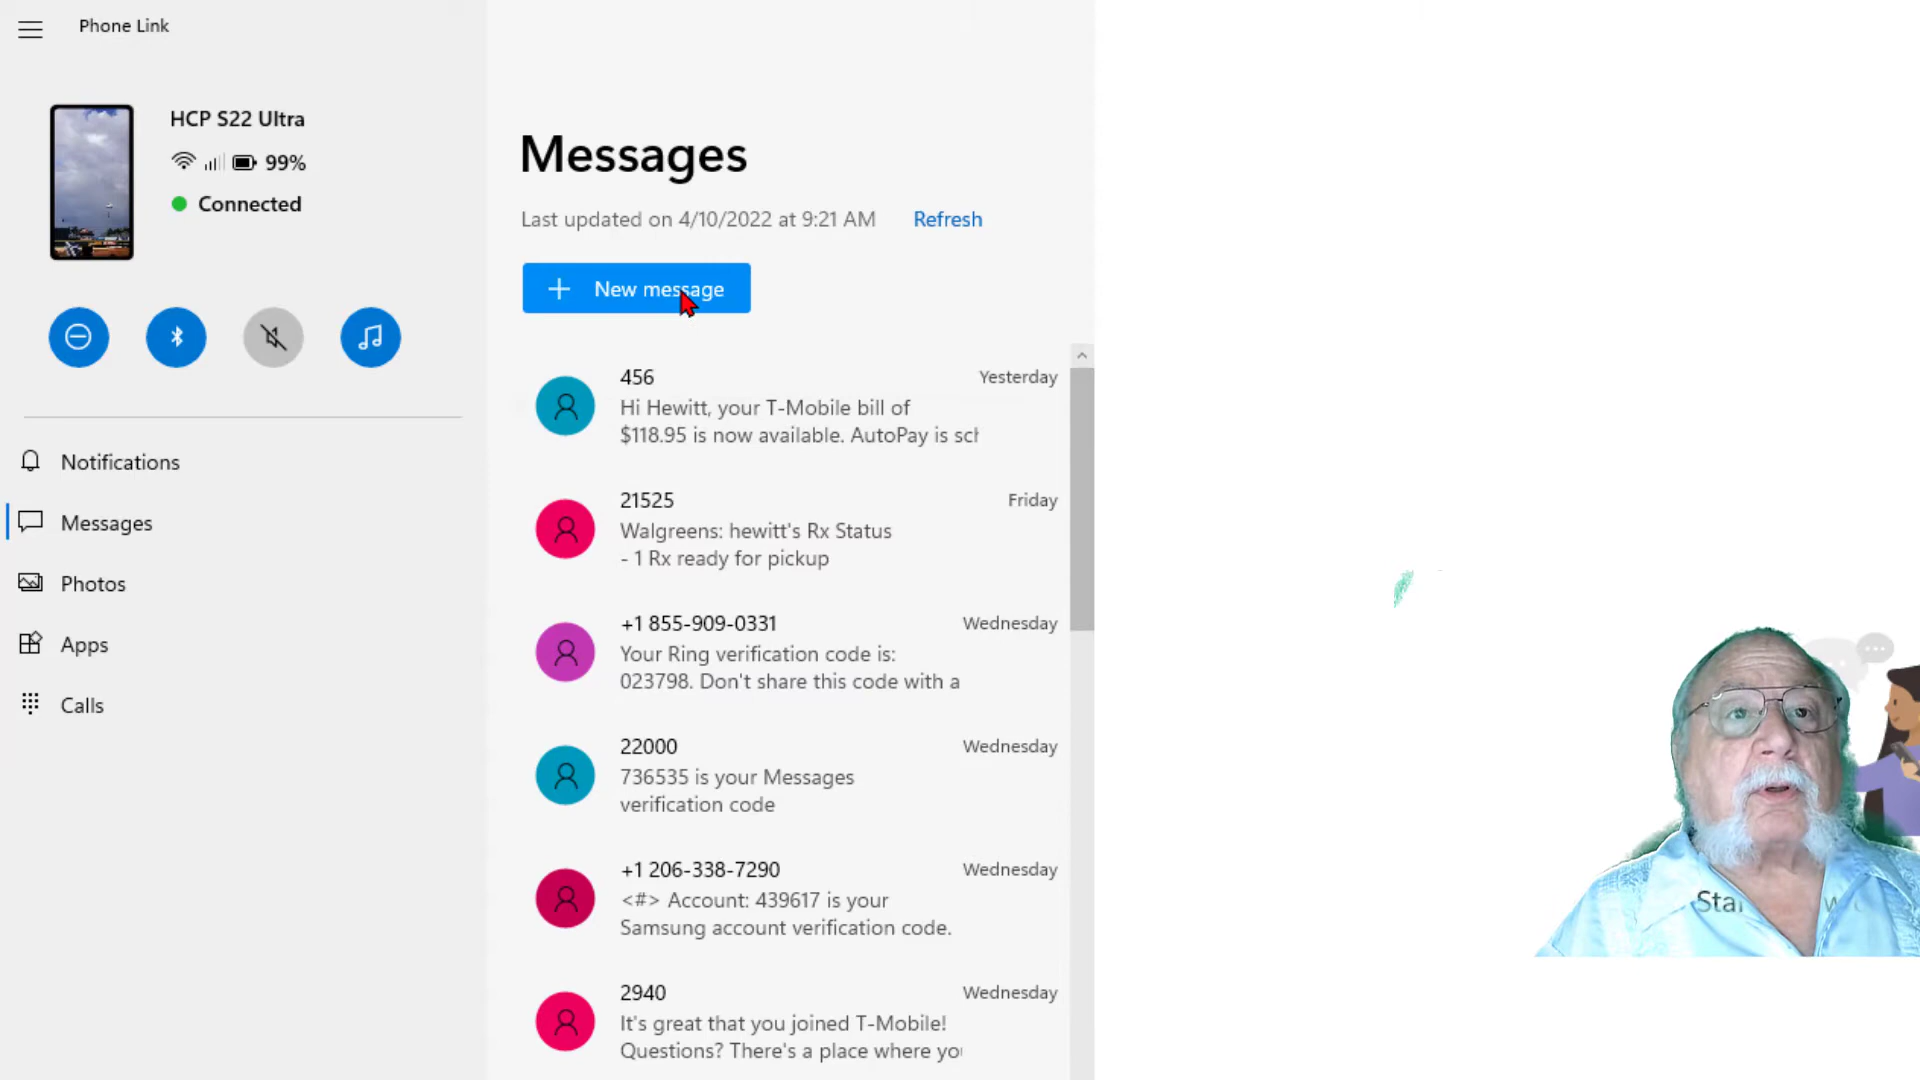 Phone Link
HCP S22 Ultra
99%
Connected
Notifications
Messages
Photos
Apps
Calls
Messages
Last updated on 4/10/2022 at 9:21 AM Refresh
New message
456 Yesterday
Hi Hewitt, your T-Mobile bill of
$118.95 is now available. AutoPay is sch
21525 Friday
Walgreens: hewitt's Rx Status
- 1 Rx ready for pickup
+1 855-909-0331 Wednesday
Your Ring verification code is:
023798. Don't share this code with a
22000 Wednesday
736535 is your Messages
verification code
+1 206-338-7290 Wednesday
<#> Account: 439617 is your
Samsung account verification code.
2940 Wednesday
It's great that you joined T-Mobile!
Questions? There's a place where you